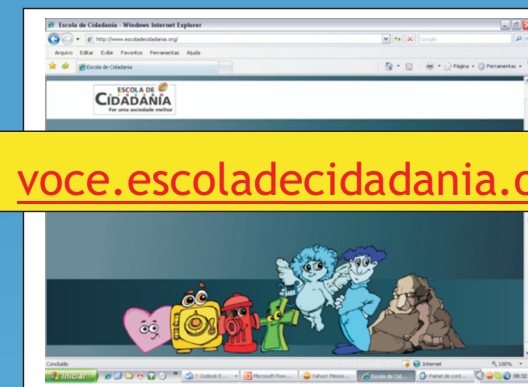 Escola de Cidadania - Windows Internet Explorer
http://www.escoladecidadania.org/
Google
Arquivo Editar Exibir Favoritos Ferramentas Ajuda
Escola de Cidadania
Página Ferramentas
ESCOLA DE
CIDADANIA
Por uma sociedade melhor
voce.escoladecidadania.o
Concluído
Internet
100%
Iniciar
Microsoft Pow...
Yahoo! Messe...
Escola de Cid...
Painel de cont...